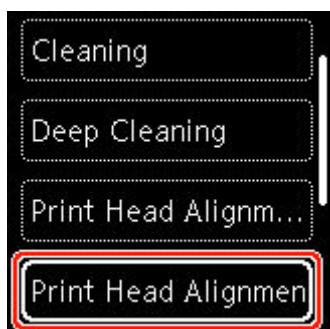 Cleaning
Deep Cleaning
Print Head Alignm...
Print Head Alignmen